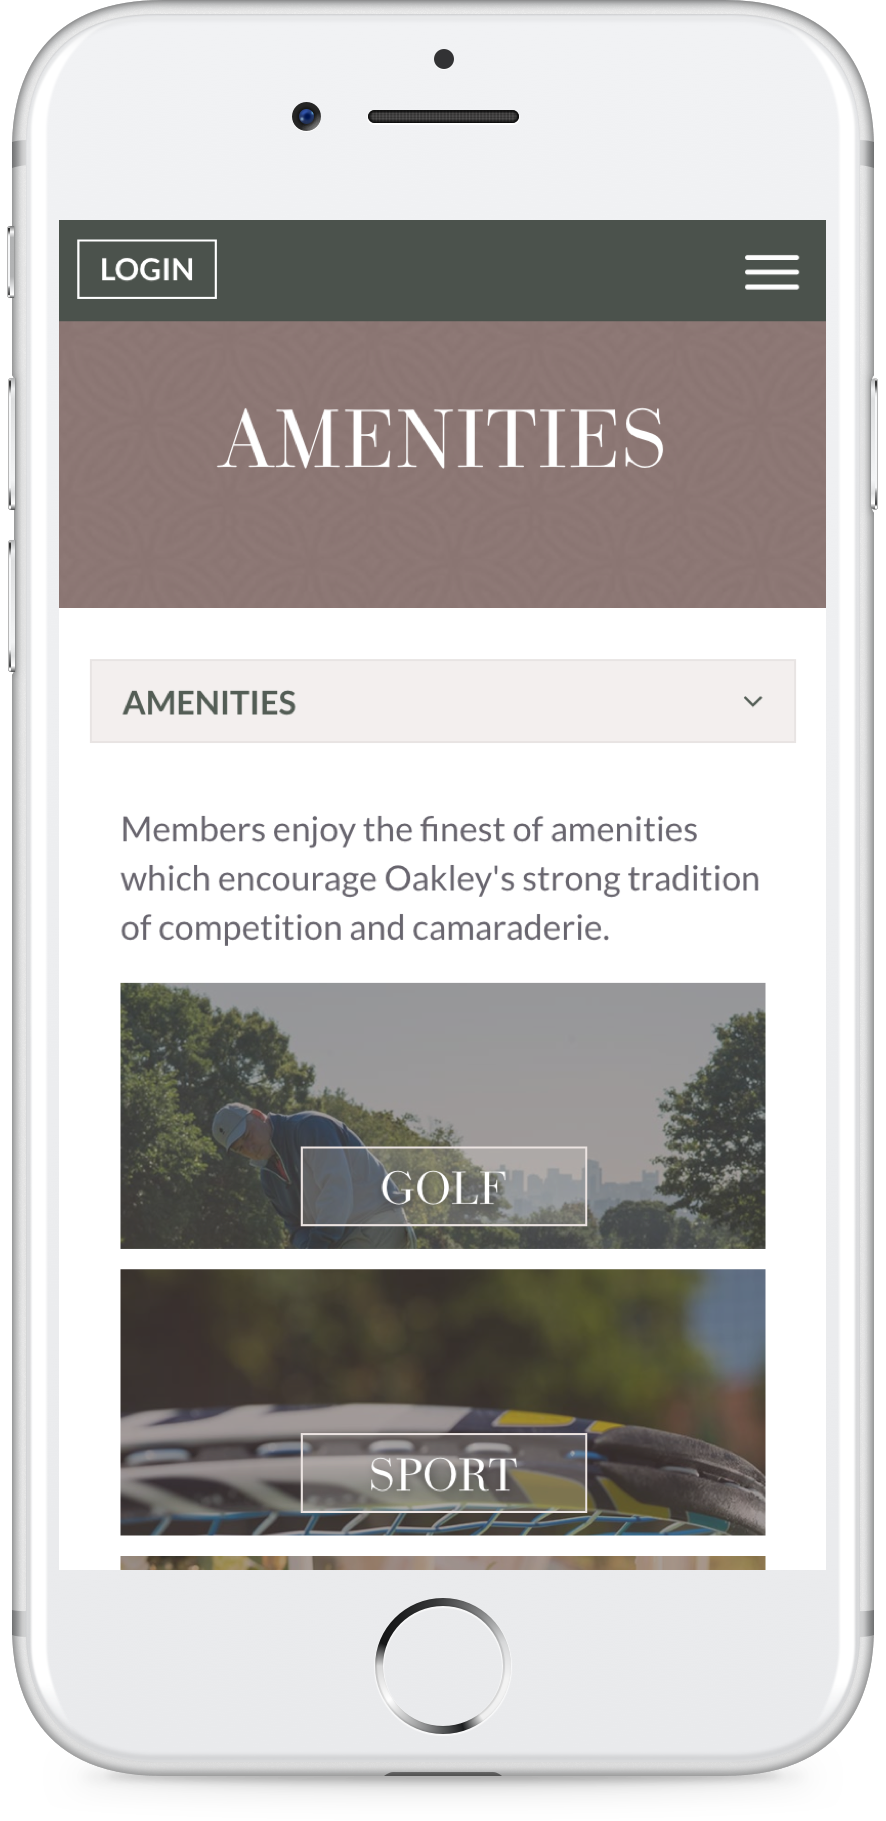 LOGIN
AMENITIES
AMENITIES
Members enjoy the finest of amenities
which encourage Oakley's strong tradition
of competition and camaraderie.
GOLF
SPORT